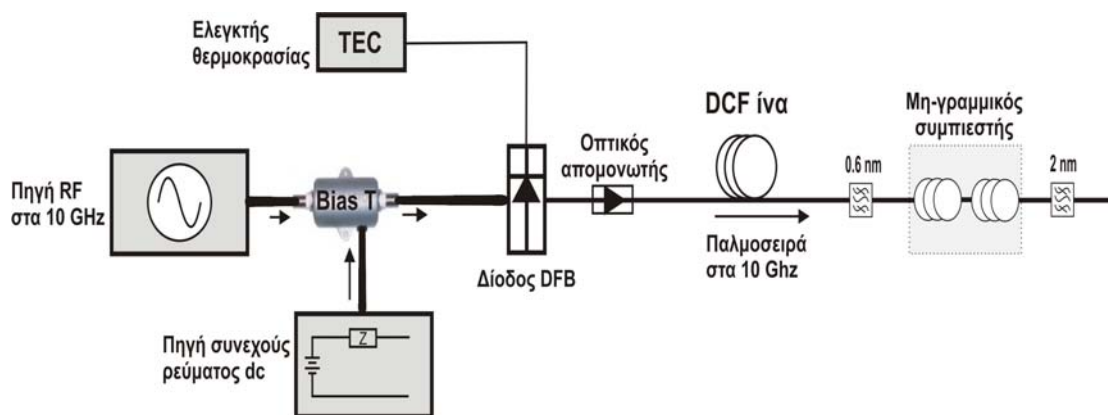 Ελεγκτής
θερμοκρασίας
TEC
Πηγή RF
στα 10 GHz
Bias T
Πηγή συνεχούς
ρεύματος dc
Z
Δίοδος DFB
Οπτικός
απομονωτής
DCF ίνα
Παλμοσειρά
στα 10 Ghz
0.6 nm
Μη-γραμμικός
συμπιεστής
2 nm